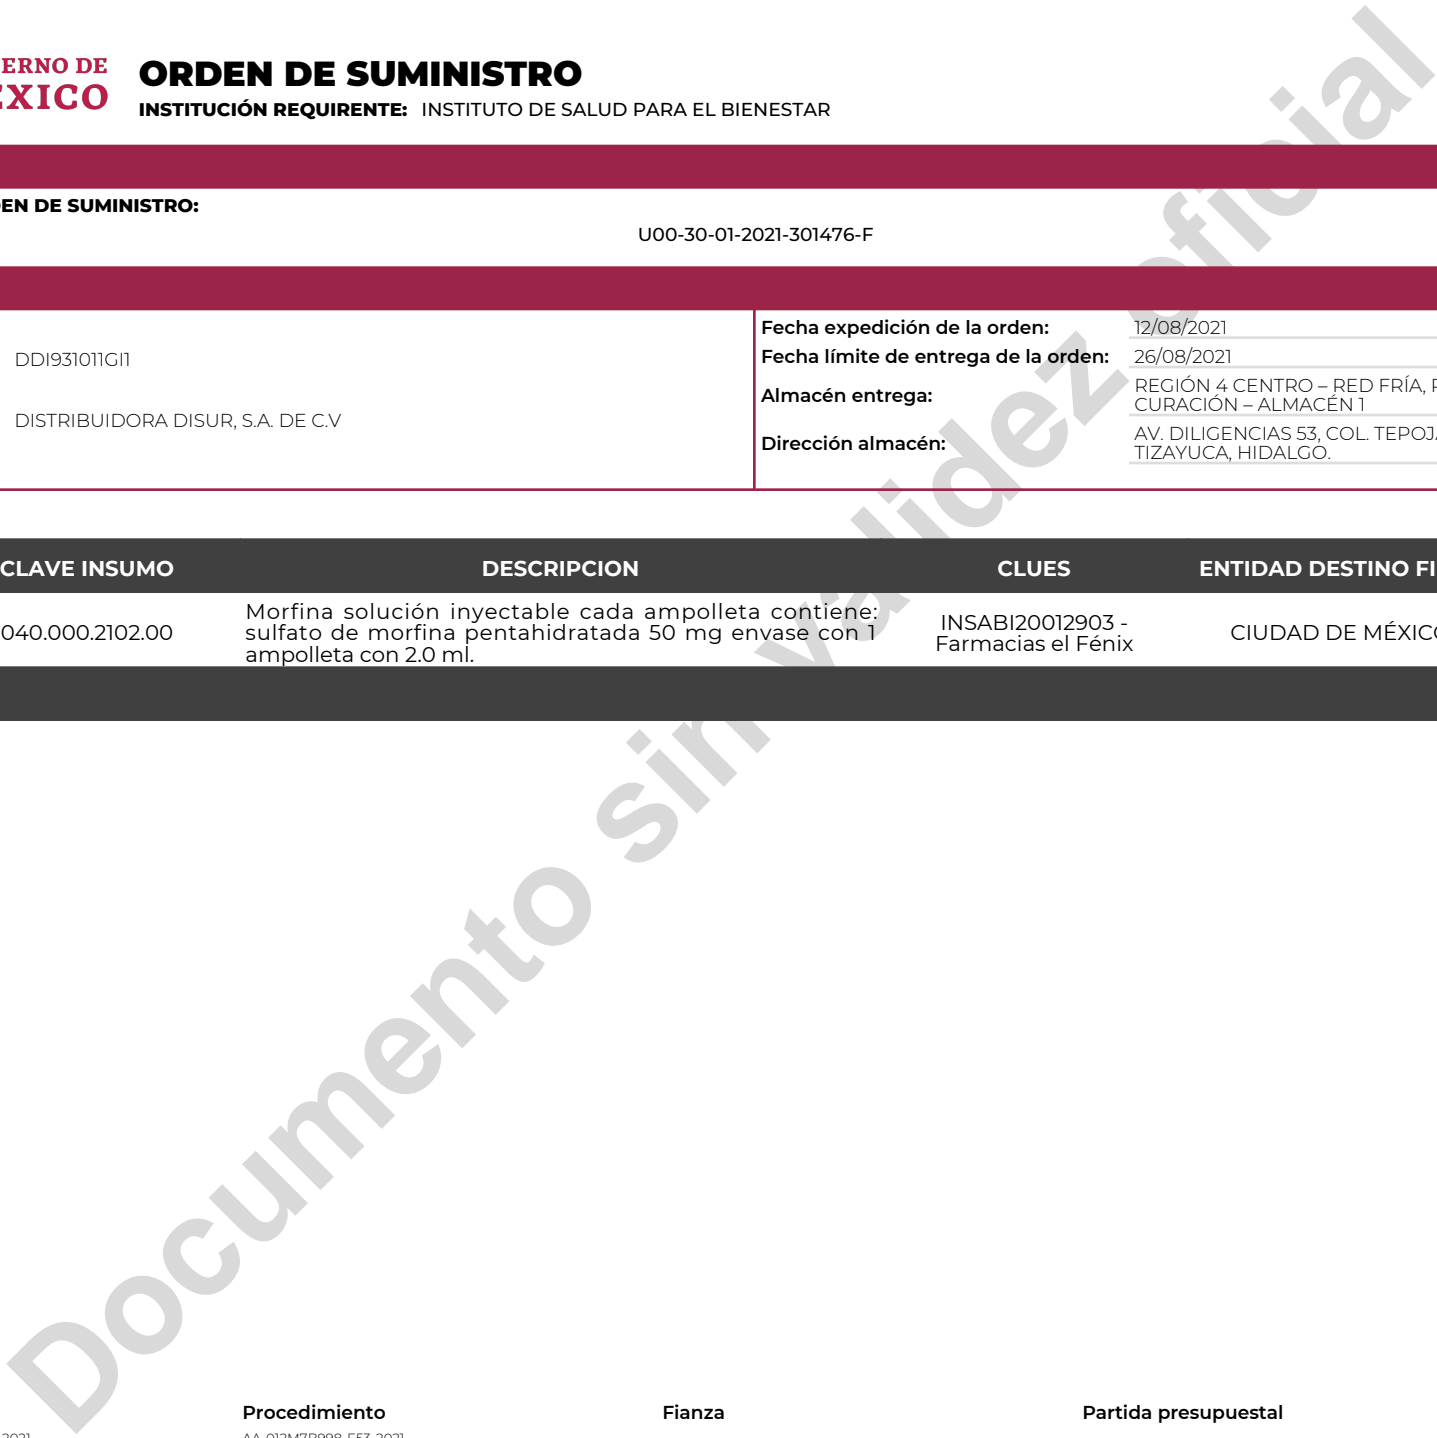 ERNO DE
ÉXICO
ORDEN DE SUMINISTRO
INSTITUCIÓN REQUIRENTE: INSTITUTO DE SALUD PARA EL BIENESTAR
EN DE SUMINISTRO:
U00-30-01-2021-301476-F
DDI931011GI1
DISTRIBUIDORA DISUR, S.A. DE C.V
Fecha expedición de la orden: 12/08/2021
Fecha límite de entrega de la orden: 26/08/2021
Almacén entrega: REGIÓN 4 CENTRO – RED FRÍA,
CURACIÓN – ALMACÉN 1
Dirección almacén: AV. DILIGENCIAS 53, COL. TEPOJ
TIZAYUCA, HIDALGO.
CLAVE INSUMO DESCRIPCION CLUES ENTIDAD DESTINO FI
040.000.2102.00
Morfina solución inyectable cada ampolleta contiene:
sulfato de morfina pentahidratada 50 mg envase con 1
ampolleta con 2.0 ml.
INSABI20012903 -
Farmacias el Fénix
CIUDAD DE MÉXICO
Documento sin validez oficial
Procedimiento Fianza Partida presupuestal